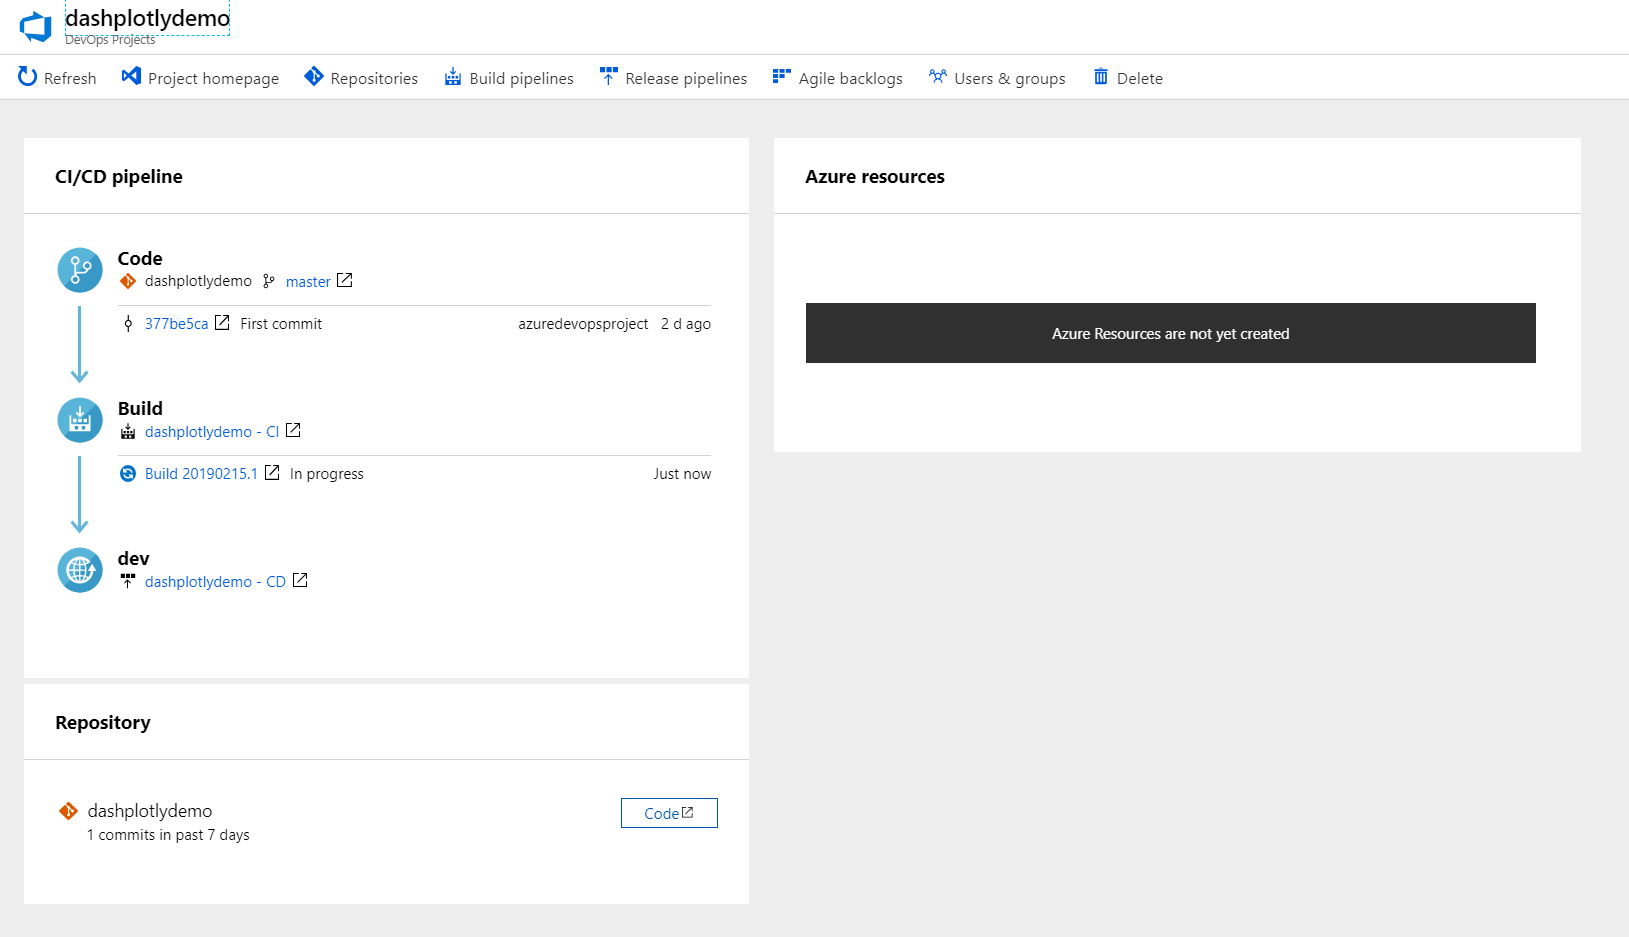 dashplotlydemo
DevOps Projects
Refresh Project homepage Repositories Build pipelines Release pipelines Agile backlogs Users & groups Delete
CI/CD pipeline
Code
dashplotlydemo master
377be5ca First commit azuredevopsproject 2 d ago
Build
dashplotlydemo - CI
Build 20190215.1 In progress Just now
dev
dashplotlydemo - CD
Repository
dashplotlydemo
1 commits in past 7 days
Code
Azure resources
Azure Resources are not yet created